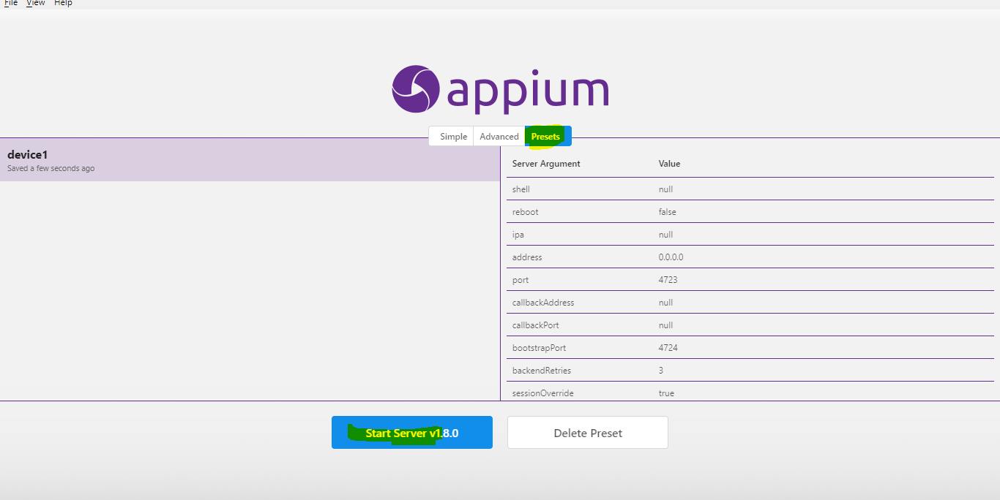 File View Help
appium
Simple Advanced Presets
device1
Saved a few seconds ago
Server Argument Value
shell null
reboot false
ipa null
address 0.0.0.0
port 4723
callbackAddress null
callbackPort null
bootstrapPort 4724
backendRetries 3
sessionOverride true
Start Server v1.8.0 Delete Preset